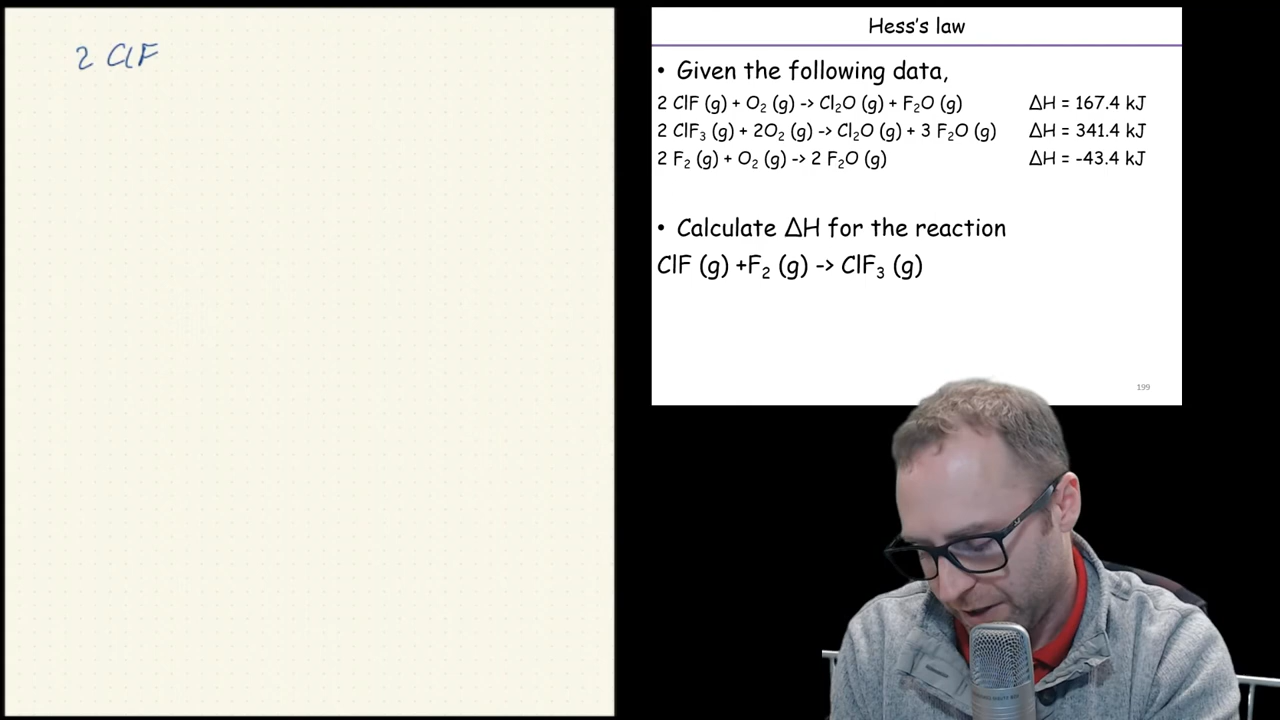 2 ClF
Hess's law
• Given the following data,
2 ClF (g) + O₂ (g) -> Cl₂O (g) + F₂O (g) ΔH = 167.4 kJ
2 ClF₃ (g) + 2O₂ (g) -> Cl₂O (g) + 3 F₂O (g) ΔH = 341.4 kJ
2 F₂ (g) + O₂ (g) -> 2 F₂O (g) ΔH = -43.4 kJ
• Calculate ΔH for the reaction
ClF (g) +F₂ (g) -> ClF₃ (g)
199